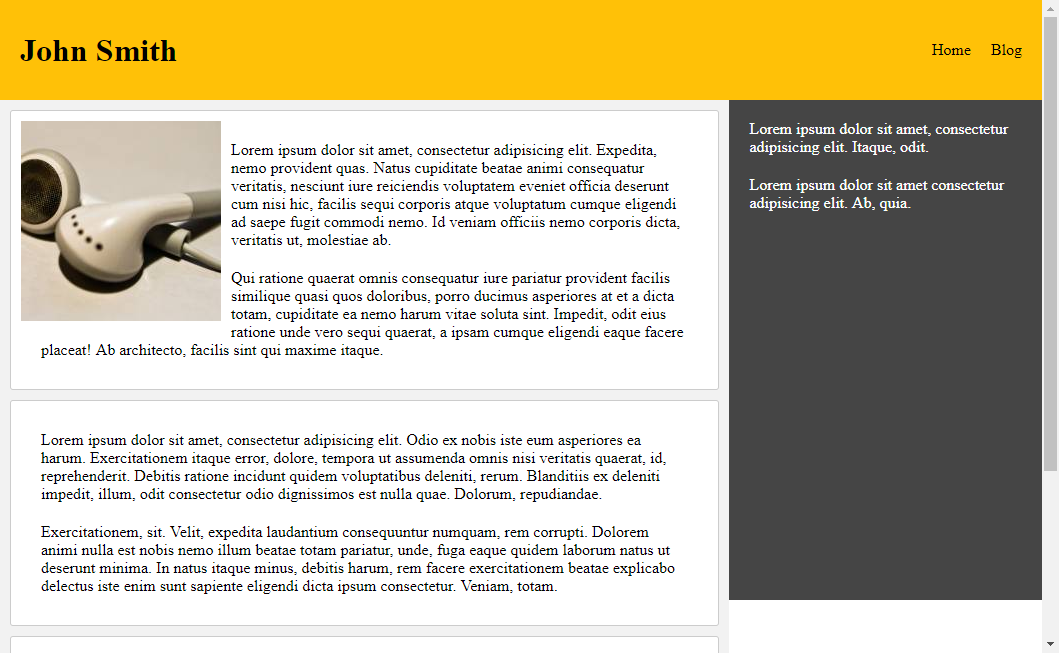 John Smith
Home
Blog
Lorem ipsum dolor sit amet, consectetur adipisicing elit. Expedita,
nemo provident quas. Natus cupiditate beatae animi consequatur
veritatis, nesciunt iure reiciendis voluptatem eveniet officia deserunt
cum nisi hic, facilis sequi corporis atque voluptatum cumque eligendi
ad saepe fugit commodi nemo. Id veniam officiis nemo corporis dicta,
veritatis ut, molestiae ab.
Qui ratione quaerat omnis consequatur iure pariatur provident facilis
similique quasi quos doloribus, porro ducimus asperiores at et a dicta
totam, cupiditate ea nemo harum vitae soluta sint. Impedit, odit eius
ratione unde vero sequi quaerat, a ipsam cumque eligendi eaque facere
placeat! Ab architecto, facilis sint qui maxime itaque.
Lorem ipsum dolor sit amet, consectetur adipisicing elit. Odio ex nobis iste eum asperiores ea
harum. Exercitationem itaque error, dolore, tempora ut assumenda omnis nisi veritatis quaerat, id,
reprehenderit. Debitis ratione incidunt quidem voluptatibus deleniti, rerum. Blanditiis ex deleniti
impedit, illum, odit consectetur odio dignissimos est nulla quae. Dolorum, repudiandae.
Exercitationem, sit. Velit, expedita laudantium consequuntur numquam, rem corrupti. Dolorem
animi nulla est nobis nemo illum beatae totam pariatur, unde, fuga eaque quidem laborum natus ut
deserunt minima. In natus itaque minus, debitis harum, rem facere exercitationem beatae explicabo
delectus iste enim sunt sapiente eligendi dicta ipsum consectetur. Veniam, totam.
Lorem ipsum dolor sit amet, consectetur
adipisicing elit. Itaque, odit.
Lorem ipsum dolor sit amet consectetur
adipisicing elit. Ab, quia.